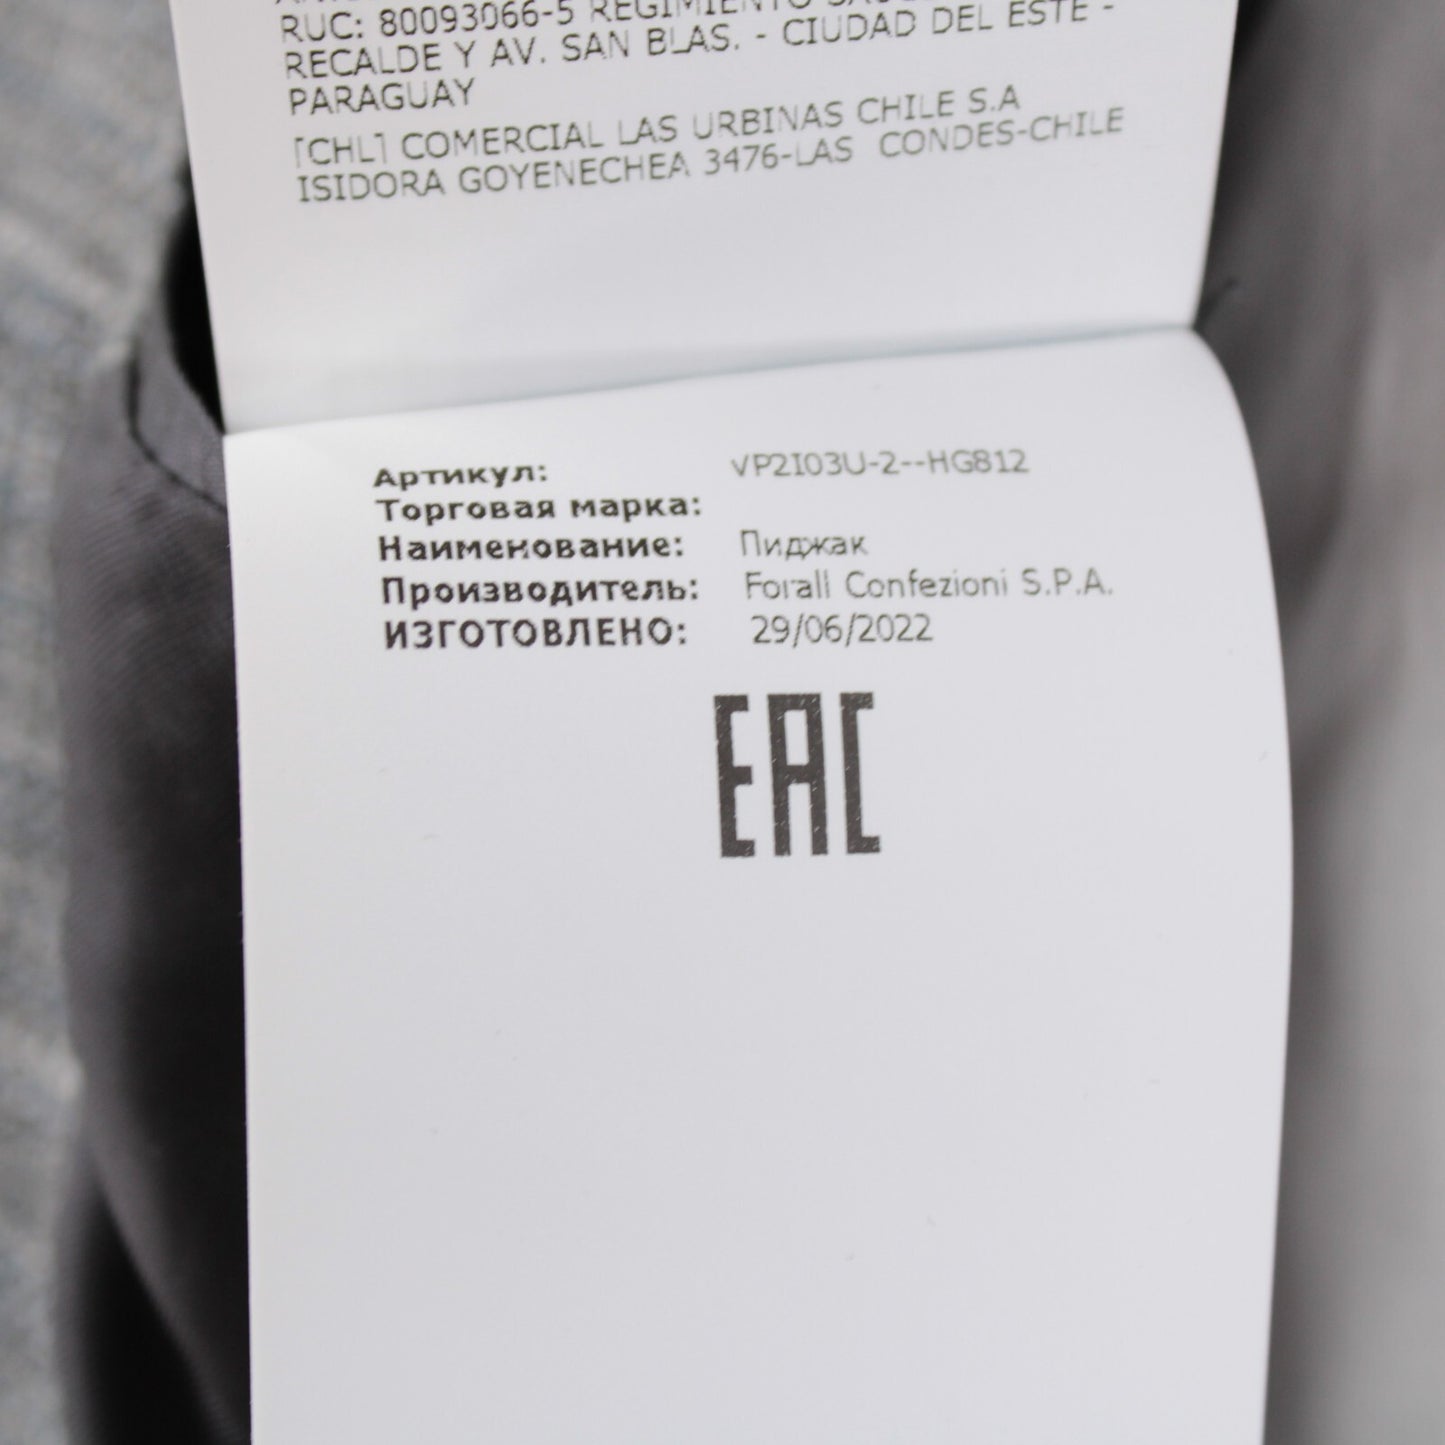 RUC: 80093066-5 REGIMIENTO
RECALDE Y AV. SAN BLAS. - CIUDAD DEL ESTE -
PARAGUAY
[CHL] COMERCIAL LAS URBINAS CHILE S.A
ISIDORA GOYENECHEA 3476-LAS CONDES-CHILE
Артикул: VP2I03U-2--HG812
Торговая марка:
Наименование: Пиджак
Производитель: Forall Confezioni S.P.A.
ИЗГОТОВЛЕНО: 29/06/2022
EAC